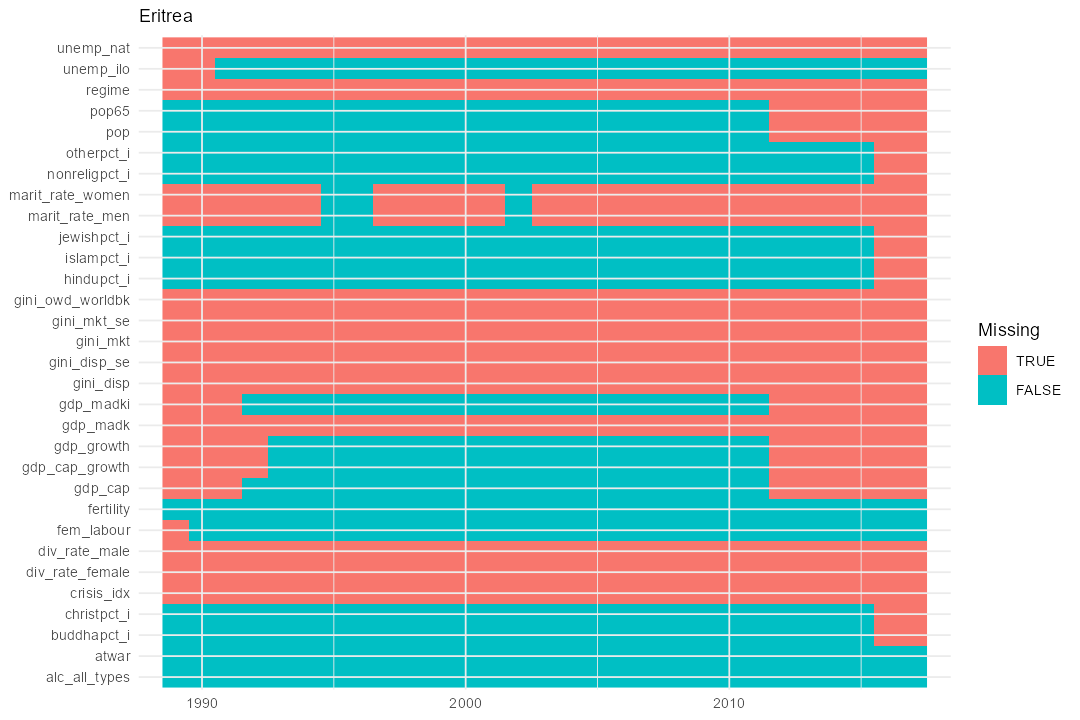 Eritrea
unemp_nat
unemp_ilo
regime
pop65
pop
otherpct_i
nonreligpct_i
marit_rate_women
marit_rate_men
jewishpct_i
islampct_i
hindupct_i
gini_owd_worldbk
gini_mkt_se
gini_mkt
gini_disp_se
gini_disp
gdp_madki
gdp_madk
gdp_growth
gdp_cap_growth
gdp_cap
fertility
fem_labour
div_rate_male
div_rate_female
crisis_idx
christpct_i
buddhapct_i
atwar
alc_all_types
1990 2000 2010
Missing
TRUE
FALSE